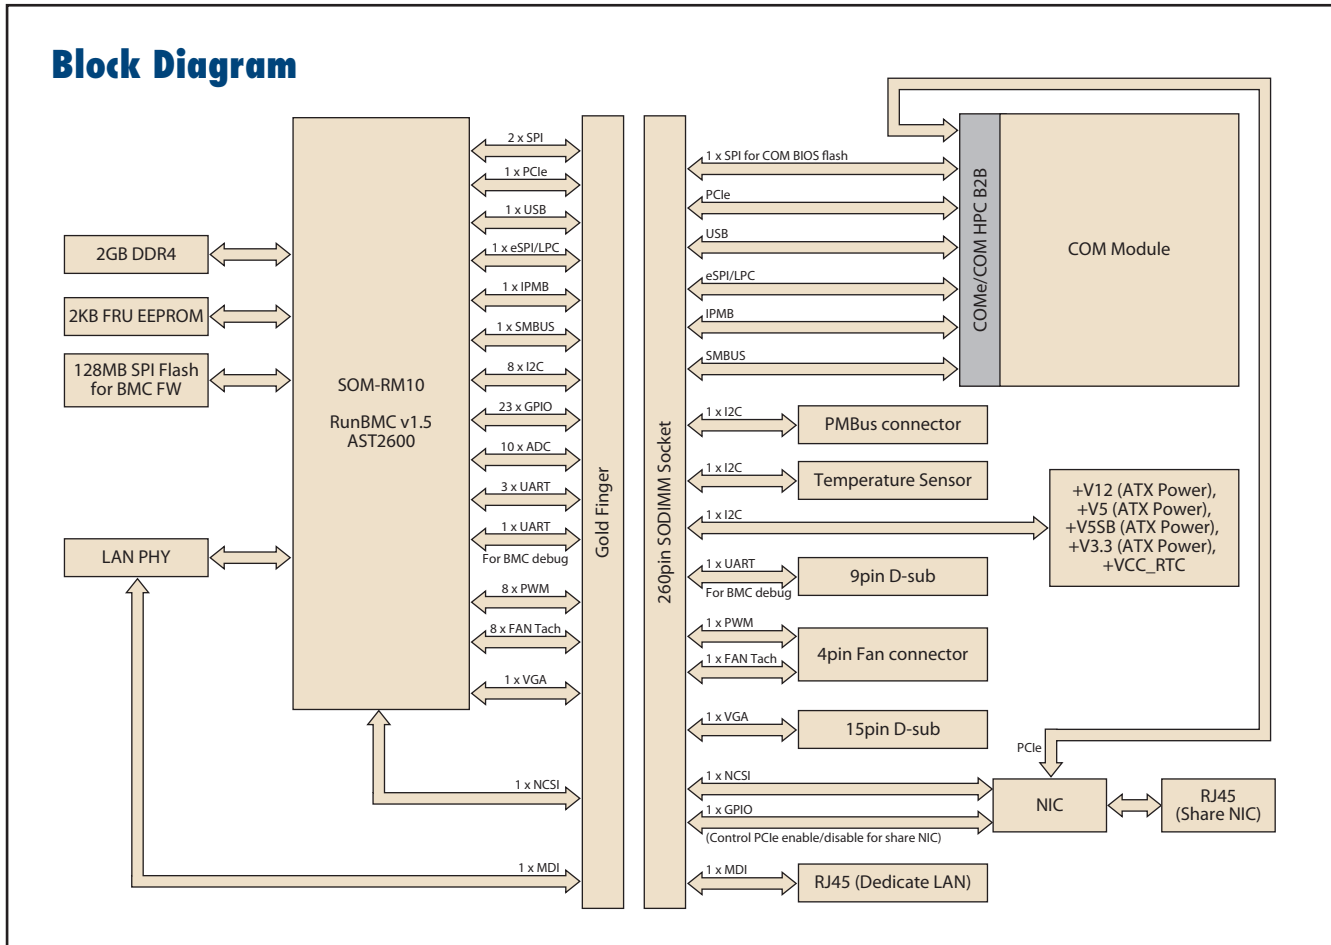 Block Diagram
2GB DDR4
2KB FRU EEPROM
128MB SPI Flash
for BMC FW
LAN PHY
SOM-RM10
RunBMC v1.5
AST2600
2 x SPI
1 x PCIe
1 x USB
1 x eSPI/LPC
1 x IPMB
1 x SMBUS
8 x I2C
23 x GPIO
10 x ADC
3 x UART
1 x UART
For BMC debug
8 x PWM
8 x FAN Tach
1 x VGA
1 x NCSI
1 x MDI
Gold Finger
260pin SODIMM Socket
1 x SPI for COM BIOS flash
PCIe
USB
eSPI/LPC
IPMB
SMBUS
COMe/COM HPC B2B
COM Module
1 x I2C
PMBus connector
1 x I2C
Temperature Sensor
1 x I2C
+V12 (ATX Power),
+V5 (ATX Power),
+V5SB (ATX Power),
+V3.3 (ATX Power),
+VCC_RTC
1 x UART
For BMC debug
9pin D-sub
1 x PWM
1 x FAN Tach
4pin Fan connector
1 x VGA
15pin D-sub
PCIe
1 x NCSI
1 x GPIO
(Control PCIe enable/disable for share NIC)
NIC
RJ45
(Share NIC)
1 x MDI
RJ45 (Dedicate LAN)